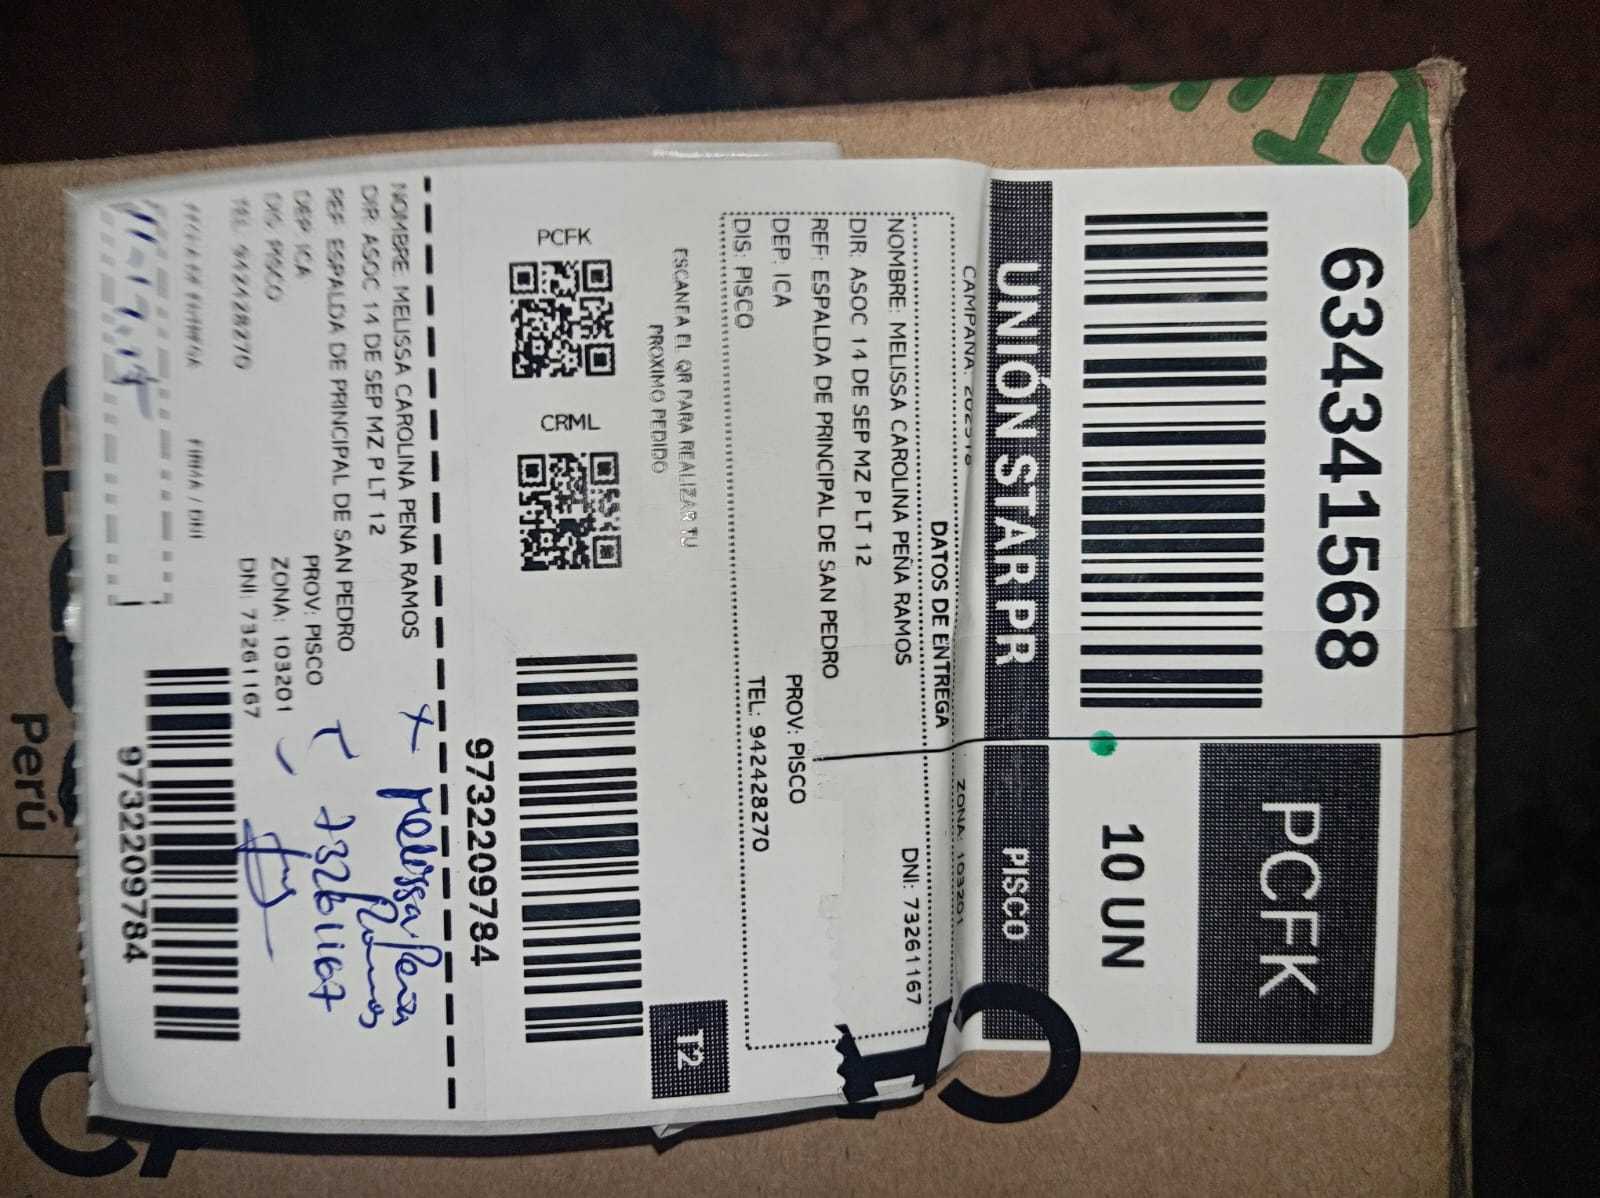 6343415​68
PCFK
10 UN
UNIÓN STAR PR
PISCO
CAMPAÑA: 202518
ZONA: 103201
DATOS DE ENTREGA
NOMBRE: MELISSA CAROLINA PEÑA RAMOS
DNI: 73261167
DIR: ASOC 14 DE SEP MZ P LT 12
REF: ESPALDA DE PRINCIPAL DE SAN PEDRO
DEP: ICA
PROV: PISCO
DIS: PISCO
TEL: 942428270
ESCANEA EL QR PARA REALIZAR TU
PROXIMO PEDIDO
T2
PCFK
CRML
9732209784
NOMBRE: MELISSA CAROLINA PEÑA RAMOS
DIR: ASOC 14 DE SEP MZ P LT 12
REF: ESPALDA DE PRINCIPAL DE SAN PEDRO
DEP: ICA
PROV: PISCO
DIS: PISCO
ZONA: 103201
TEL: 942428270
DNI: 73261167
FIRMA / DNI
X Melissa Peña
Ramos
73261167
9732209784
Perú